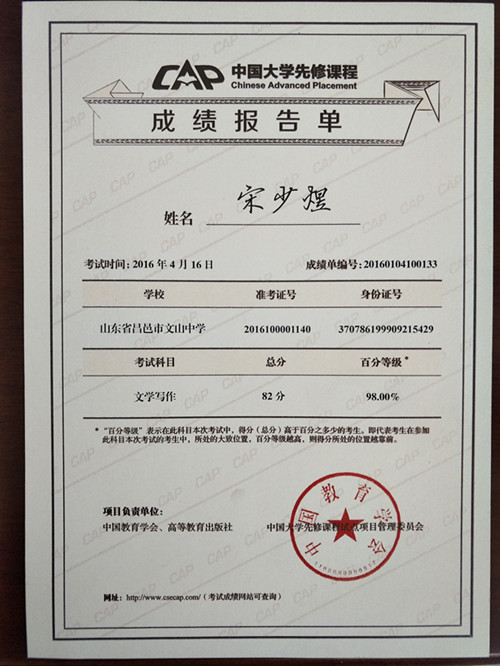 CAP 中国大学先修课程
Chinese Advanced Placement
成绩报告单
姓名 宋少煜
考试时间: 2016 年 4 月 16 日 成绩单编号: 20160104100133
学校 准考证号 身份证号
山东省昌邑市文山中学 2016100001140 370786199909215429
考试科目 总分 百分等级*
文学写作 82 分 98.00%
* “百分等级”表示在此科目本次考试中，得分（总分）高于百分之多少的考生。即代表考生在参加
此科目本次考试的考生中，所处的大致位置，百分等级越高，则得分所处的位置越靠前。
项目负责单位:
中国教育学会、高等教育出版社 中国大学先修课程试点项目管理委员会
中国教育学会
网址: http://www.csecap.com/（考试成绩网站可查询）